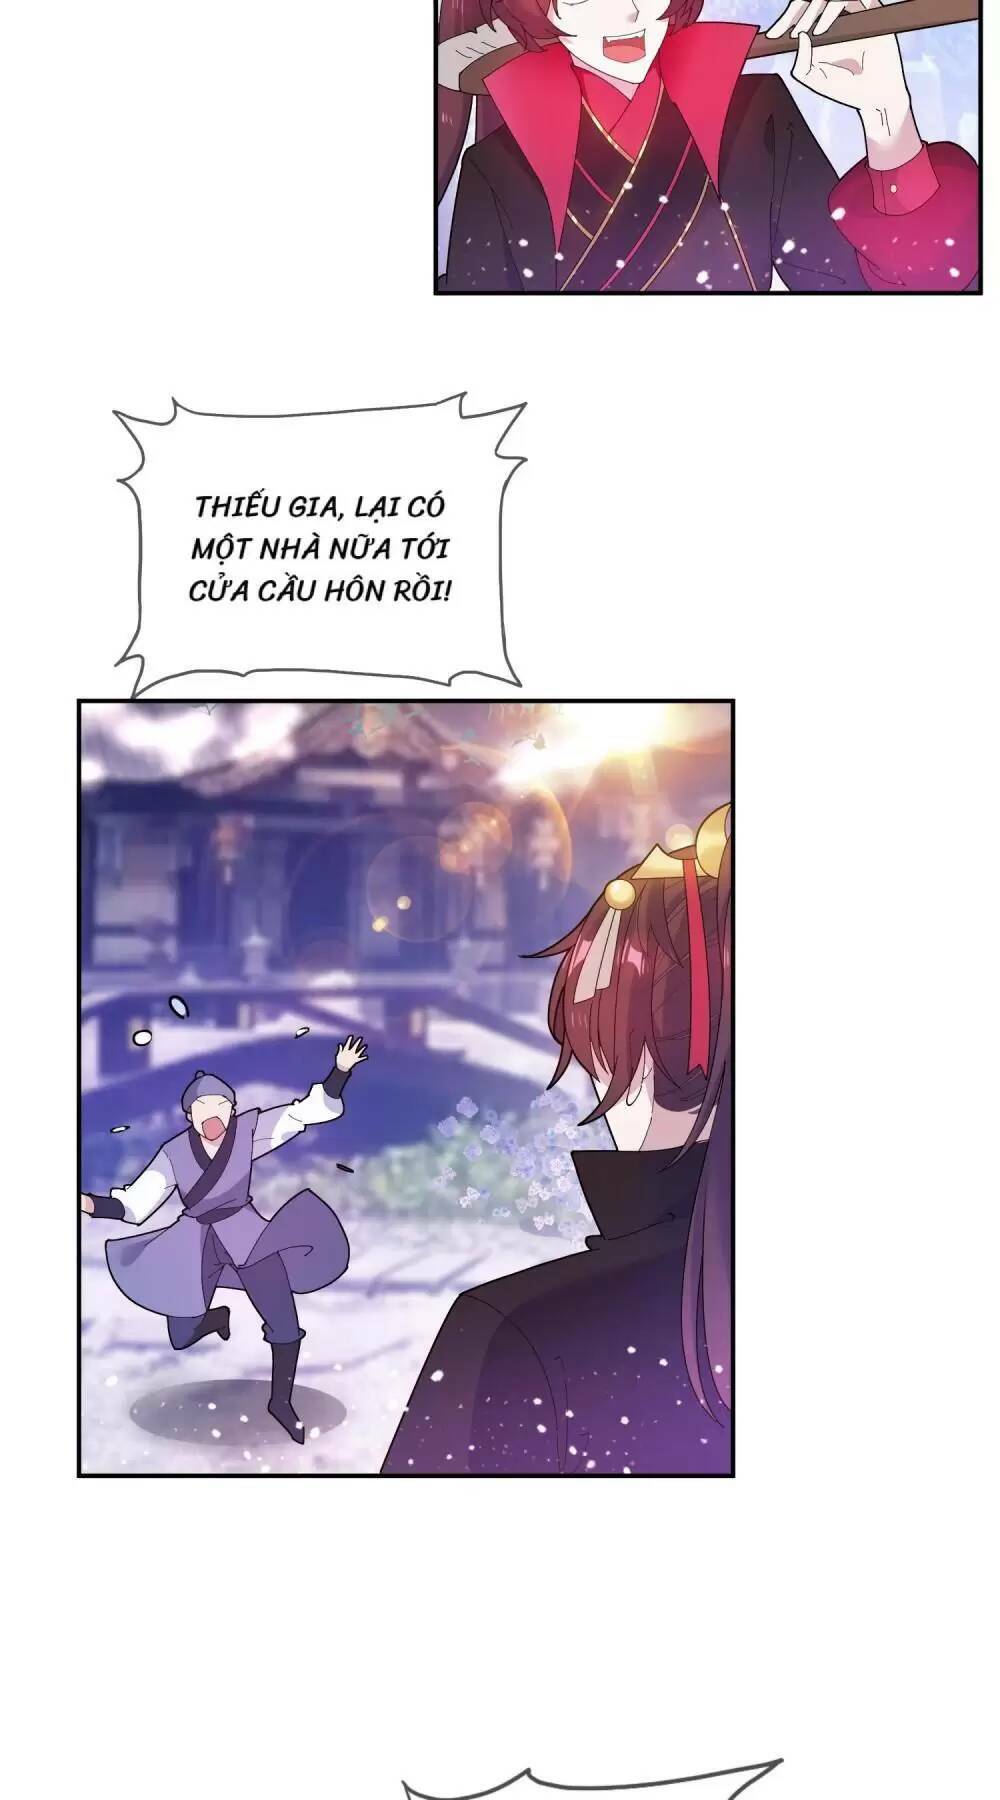 THIẾU GIA, LẠI CÓ
MỘT NHÀ NỮA TỚI
CỬA CẦU HÔN RỒI!